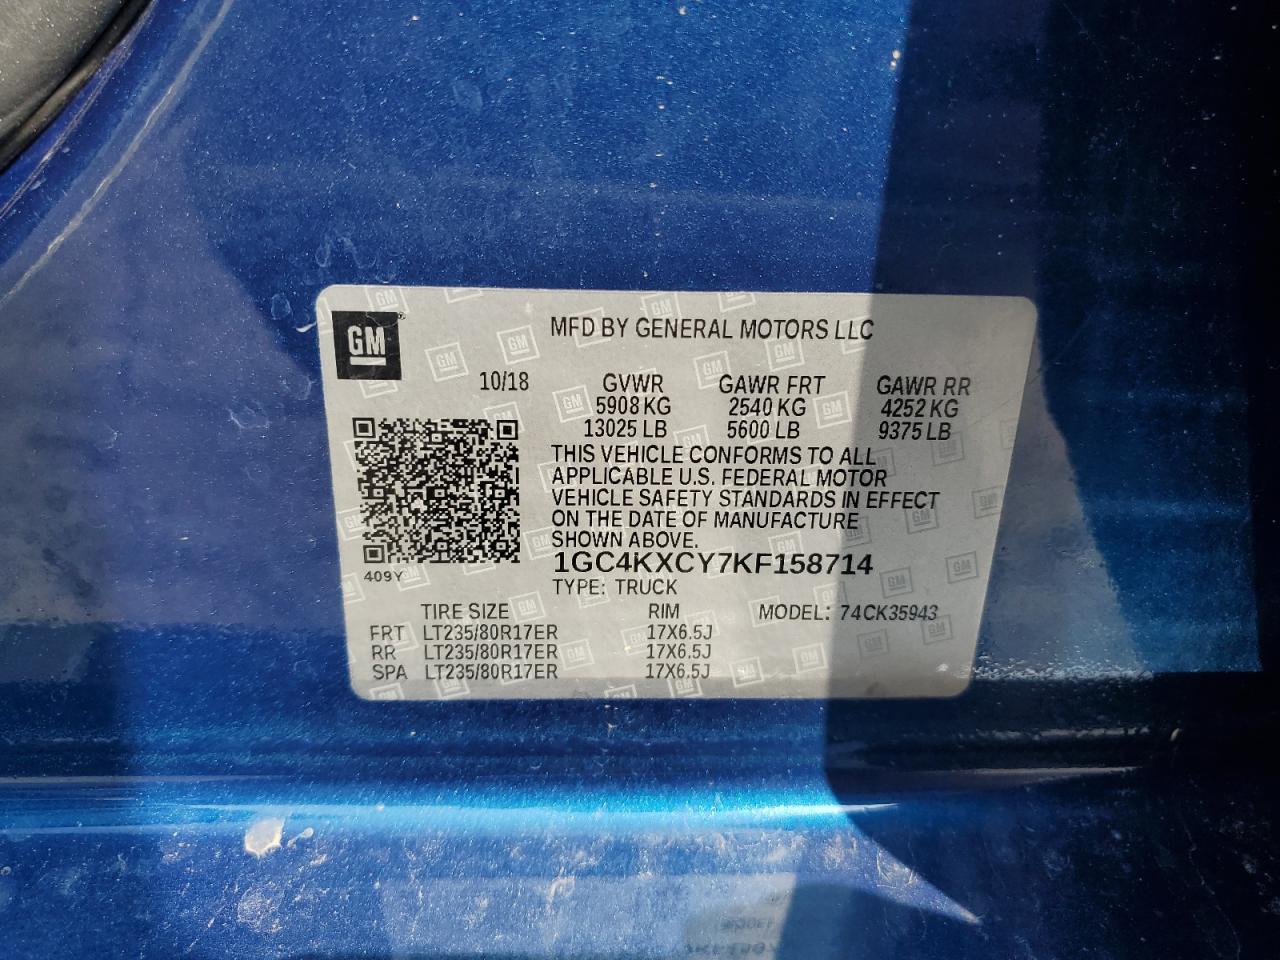 GM
MFD BY GENERAL MOTORS LLC
10/18 GVWR GAWR FRT GAWR RR
5908 KG 2540 KG 4252 KG
13025 LB 5600 LB 9375 LB
THIS VEHICLE CONFORMS TO ALL
APPLICABLE U.S. FEDERAL MOTOR
VEHICLE SAFETY STANDARDS IN EFFECT
ON THE DATE OF MANUFACTURE
SHOWN ABOVE.
409Y 1GC4KXCY7KF158714
TYPE: TRUCK
TIRE SIZE RIM MODEL: 74CK35943
FRT LT235/80R17ER 17X6.5J
RR LT235/80R17ER 17X6.5J
SPA LT235/80R17ER 17X6.5J